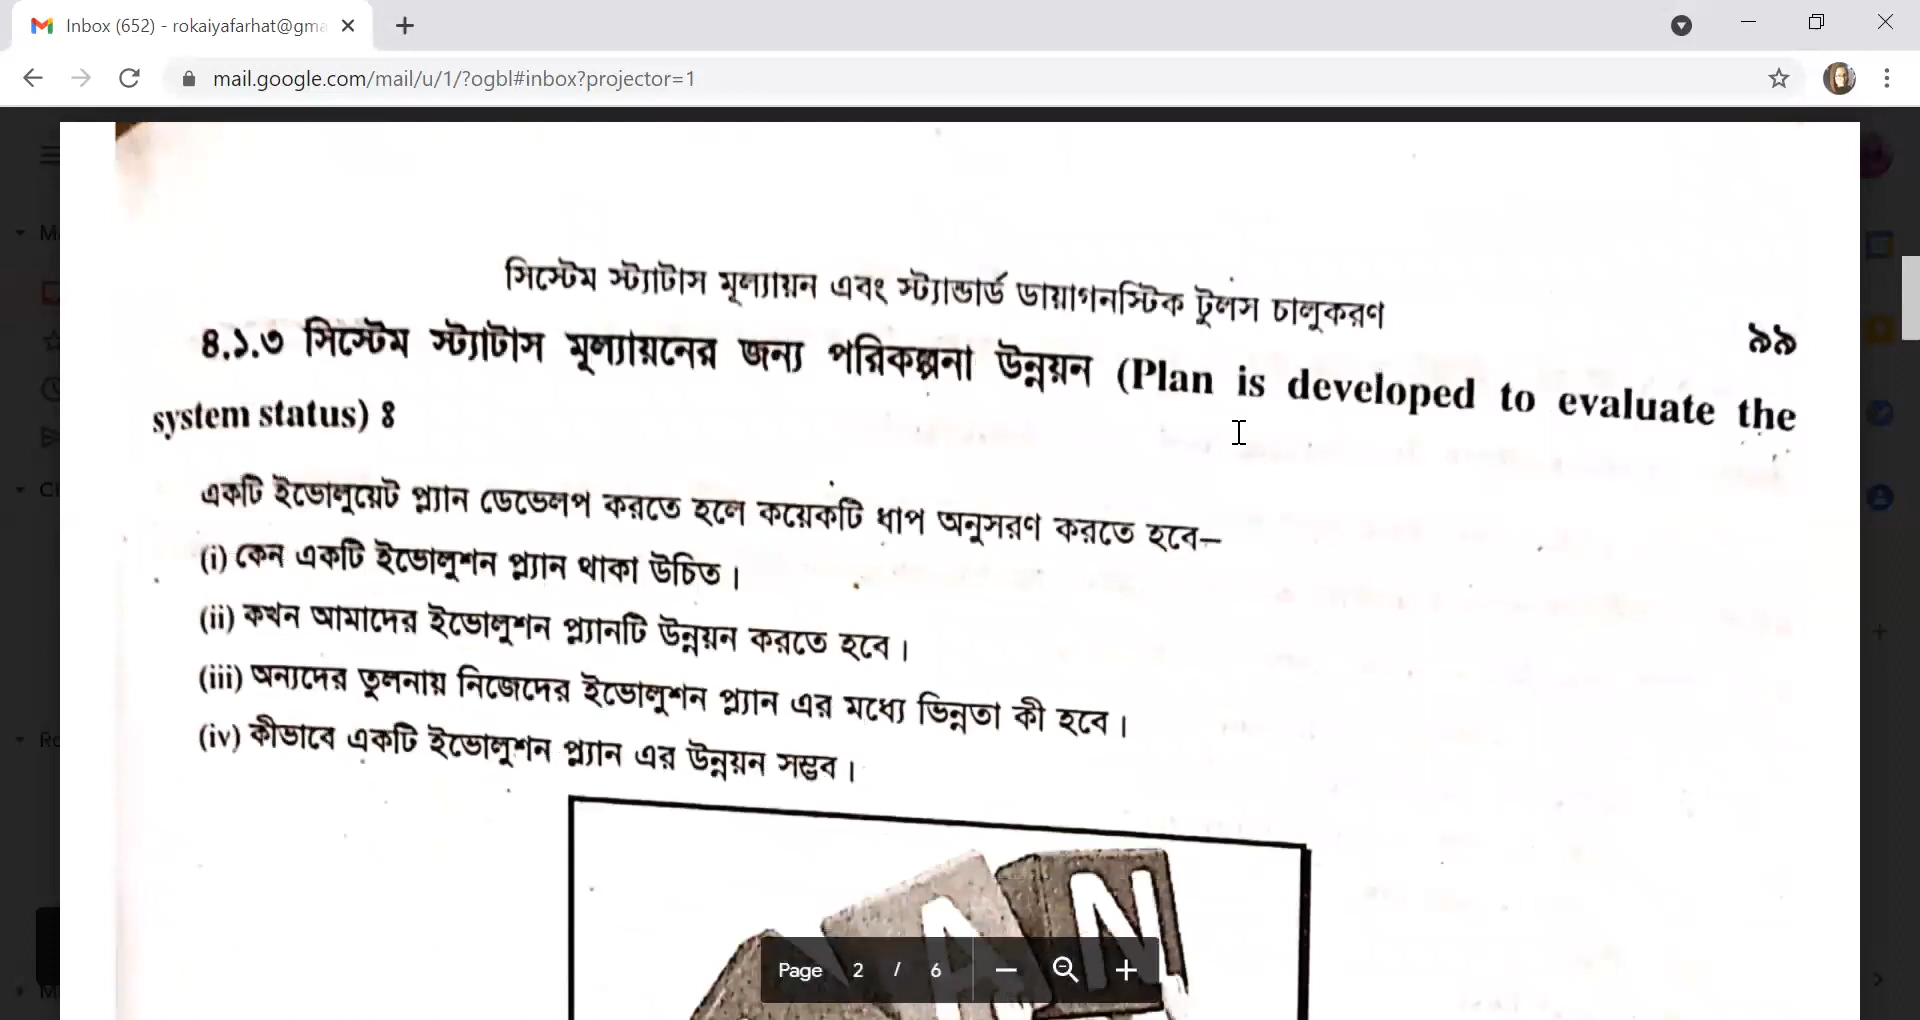 Inbox (652) - rokaiyafarhat@gma
mail.google.com/mail/u/1/?ogbl#inbox?projector=1
সিস্টেম স্ট্যাটাস মূল্যায়ন এবং স্ট্যান্ডার্ড ডায়াগনস্টিক টুলস চালুকরণ
৯৯
৪.১.৩ সিস্টেম স্ট্যাটাস মূল্যায়নের জন্য পরিকল্পনা উন্নয়ন (Plan is developed to evaluate the
system status) ঃ
একটি ইভোলুয়েট প্ল্যান ডেভেলপ করতে হলে কয়েকটি ধাপ অনুসরণ করতে হবে–
(i) কেন একটি ইভোলুশন প্ল্যান থাকা উচিত।
(ii) কখন আমাদের ইভোলুশন প্ল্যানটি উন্নয়ন করতে হবে।
(iii) অন্যদের তুলনায় নিজেদের ইভোলুশন প্ল্যান এর মধ্যে ভিন্নতা কী হবে।
(iv) কীভাবে একটি ইভোলুশন প্ল্যান এর উন্নয়ন সম্ভব।
AN
Page 2 / 6